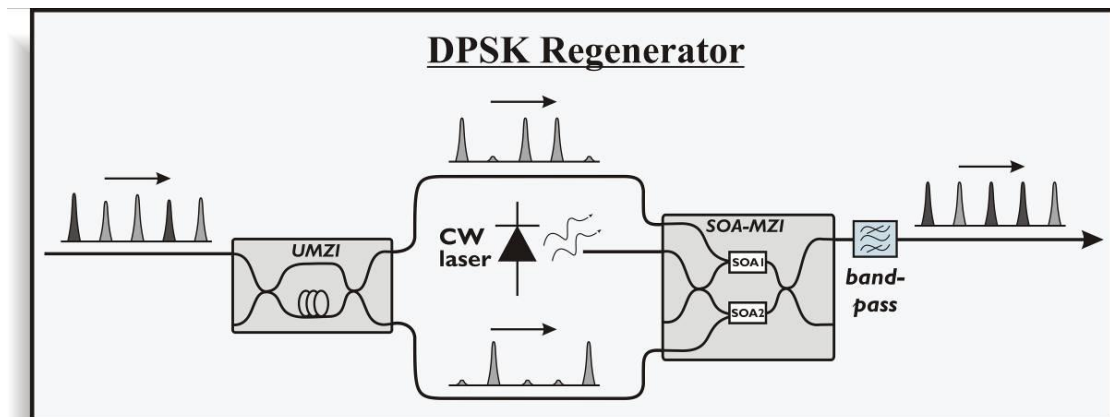 DPSK Regenerator
UMZI
CW
laser
SOA-MZI
SOA1
SOA2
band-
pass